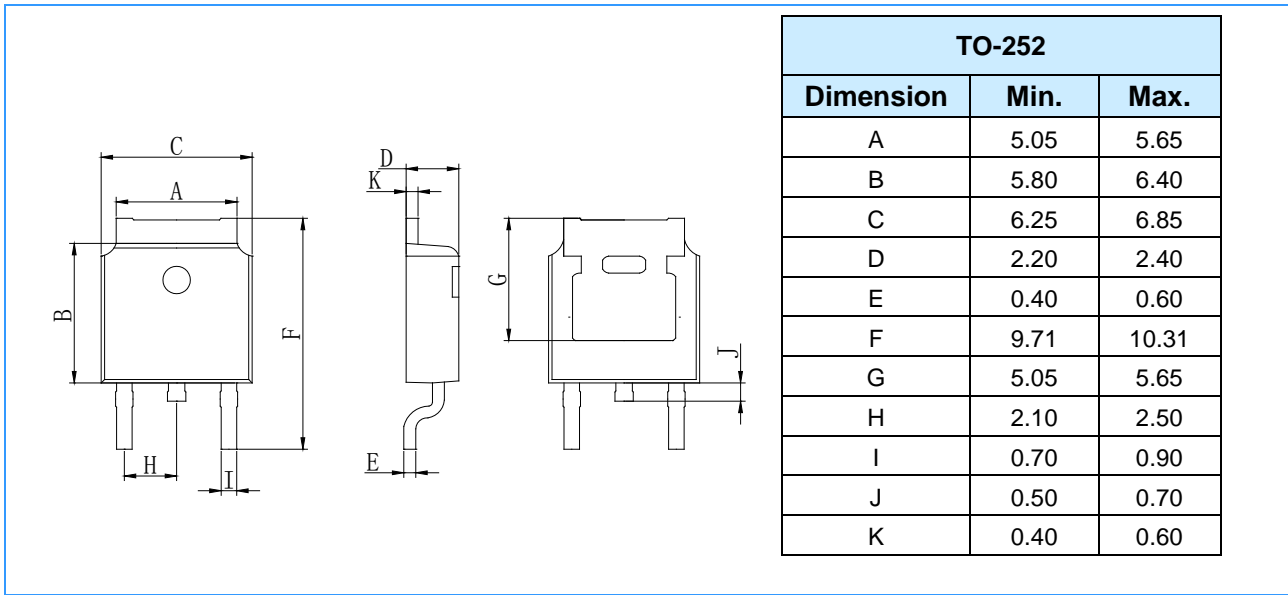 TO-252
Dimension Min. Max.
A 5.05 5.65
B 5.80 6.40
C 6.25 6.85
D 2.20 2.40
E 0.40 0.60
F 9.71 10.31
G 5.05 5.65
H 2.10 2.50
I 0.70 0.90
J 0.50 0.70
K 0.40 0.60
C
A
B
F
H
I
D
K
E
G
J